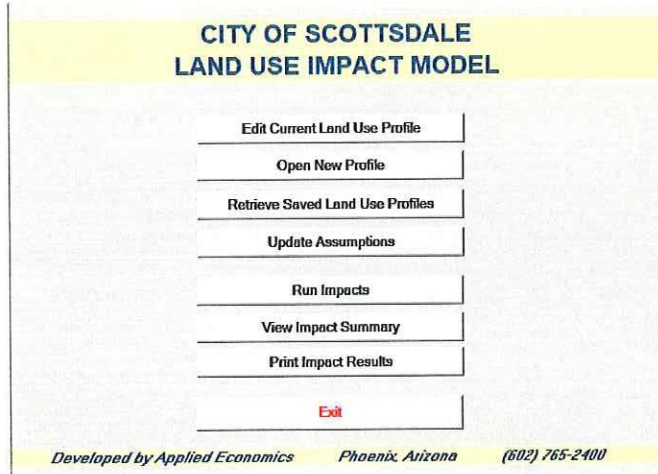 CITY OF SCOTTSDALE
LAND USE IMPACT MODEL
Edit Current Land Use Profile
Open New Profile
Retrieve Saved Land Use Profiles
Update Assumptions
Run Impacts
View Impact Summary
Print Impact Results
Exit
Developed by Applied Economics Phoenix, Arizona (602) 765-2400